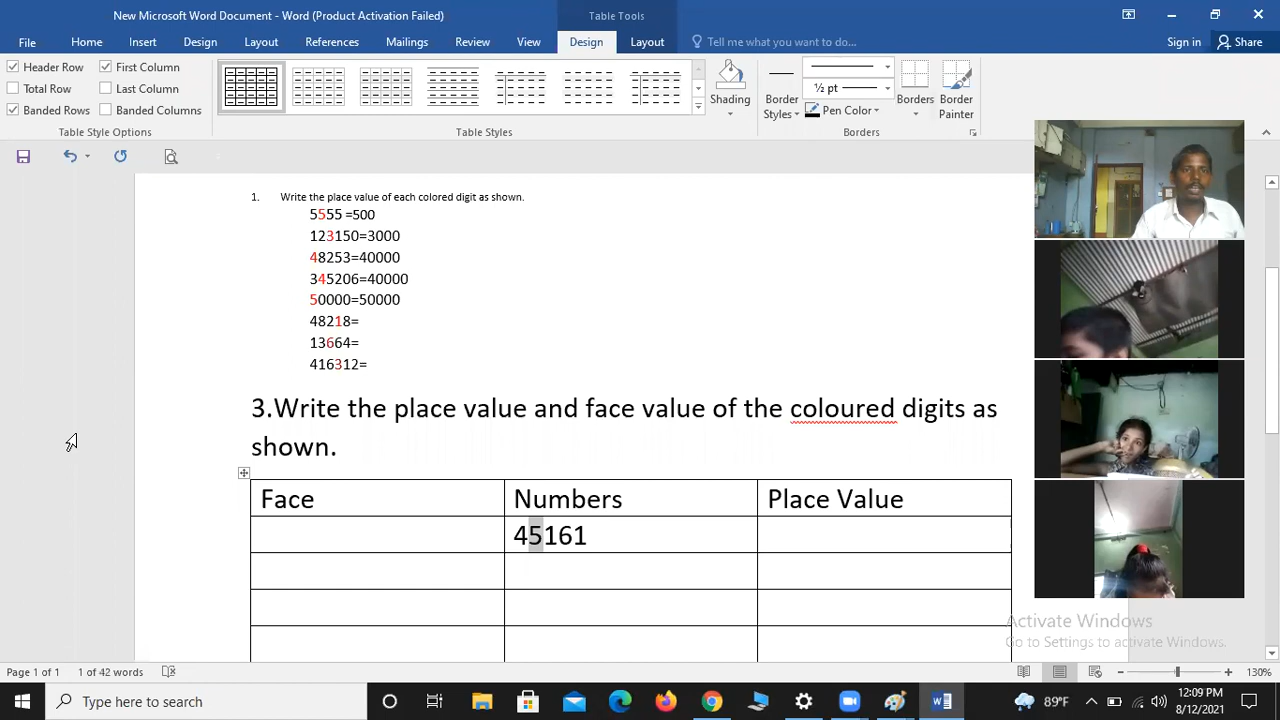 New Microsoft Word Document - Word (Product Activation Failed)
Table Tools
File Home Insert Design Layout References Mailings Review View Design Layout Tell me what you want to do... Sign in Share
Header Row First Column
Total Row Last Column
Banded Rows Banded Columns
Table Style Options
Table Styles
Shading
Border Styles
½ pt
Pen Color
Borders
Border Painter
Borders
1. Write the place value of each colored digit as shown.
5555 =500
123150=3000
48253=40000
345206=40000
50000=50000
48218=
13664=
416312=
3.Write the place value and face value of the coloured digits as
shown.
Face Numbers Place Value
45161
Activate Windows
Go to Settings to activate Windows.
Page 1 of 1 1 of 42 words 130%
Type here to search
89°F
12:09 PM
8/12/2021